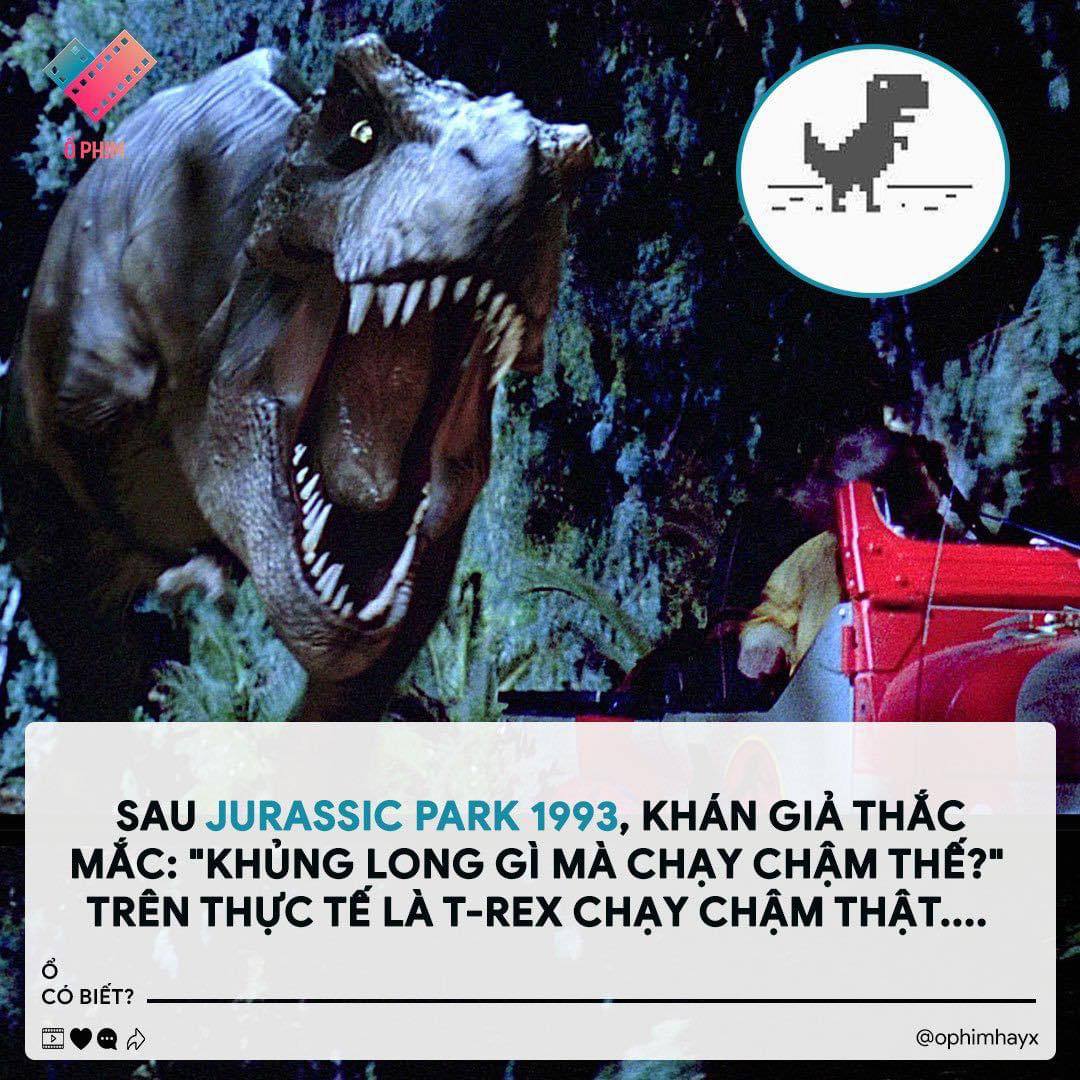 Ổ PHIM
SAU JURASSIC PARK 1993, KHÁN GIẢ THẮC
MẮC: "KHỦNG LONG GÌ MÀ CHẠY CHẬM THẾ?"
TRÊN THỰC TẾ LÀ T-REX CHẠY CHẬM THẬT....
Ổ
CÓ BIẾT?
@ophimhayx